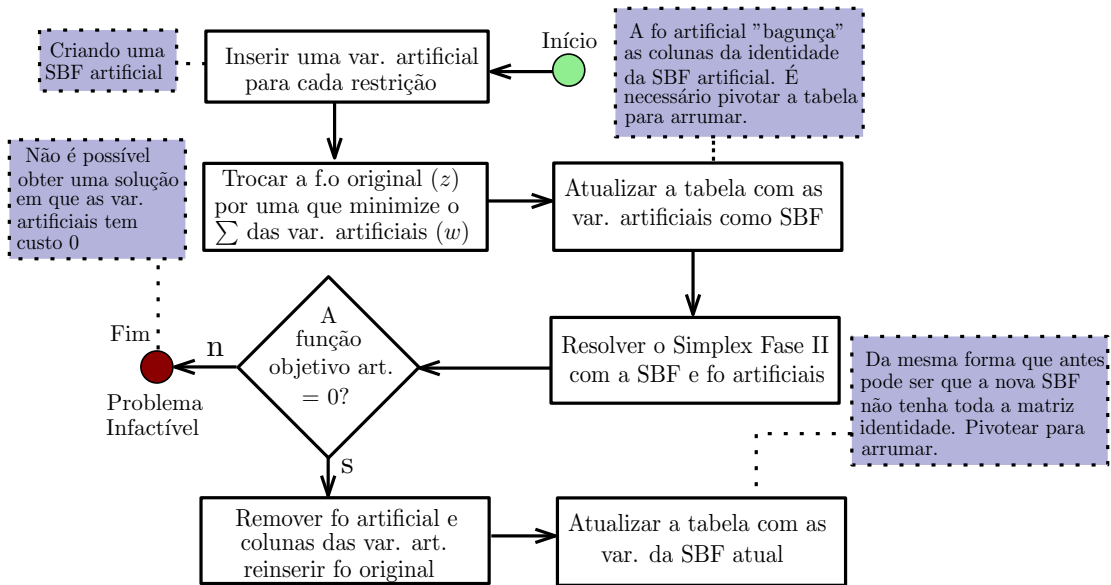 Início
Inserir uma var. artificial
para cada restrição
Criando uma
SBF artificial
A fo artificial ”bagunça”
as colunas da identidade
da SBF artificial. É
necessário pivotar a tabela
para arrumar.
Trocar a f.o original (z)
por uma que minimize o
∑ das var. artificiais (w)
Atualizar a tabela com as
var. artificiais como SBF
Não é possível
obter uma solução
em que as var.
artificiais tem
custo 0
Resolver o Simplex Fase II
com a SBF e fo artificiais
A
função
objetivo art.
= 0?
n
Fim
Problema
Infactível
s
Remover fo artificial e
colunas das var. art.
reinserir fo original
Atualizar a tabela com as
var. da SBF atual
Da mesma forma que antes
pode ser que a nova SBF
não tenha toda a matriz
identidade. Pivotear para
arrumar.